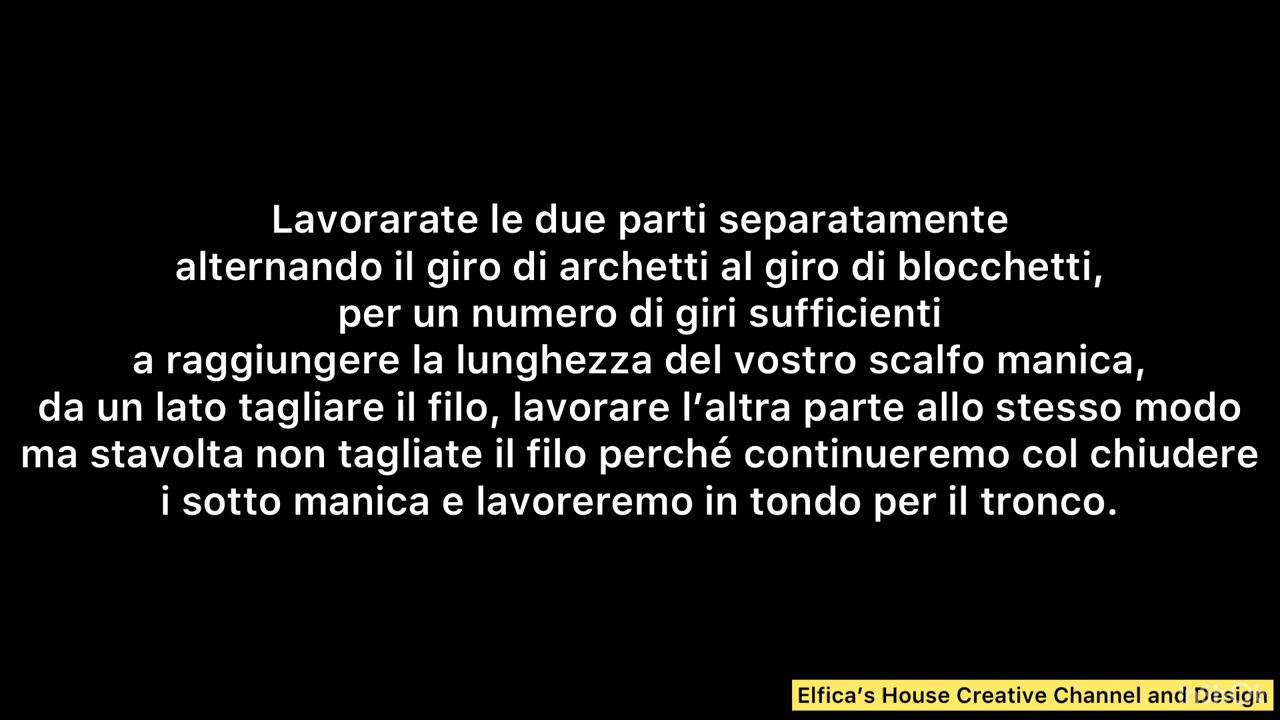 Lavorarate le due parti separatamente
alternando il giro di archetti al giro di blocchetti,
per un numero di giri sufficienti
a raggiungere la lunghezza del vostro scalfo manica,
da un lato tagliare il filo, lavorare l’altra parte allo stesso modo
ma stavolta non tagliate il filo perché continueremo col chiudere
i sotto manica e lavoreremo in tondo per il tronco.
Elfica’s House Creative Channel and Design